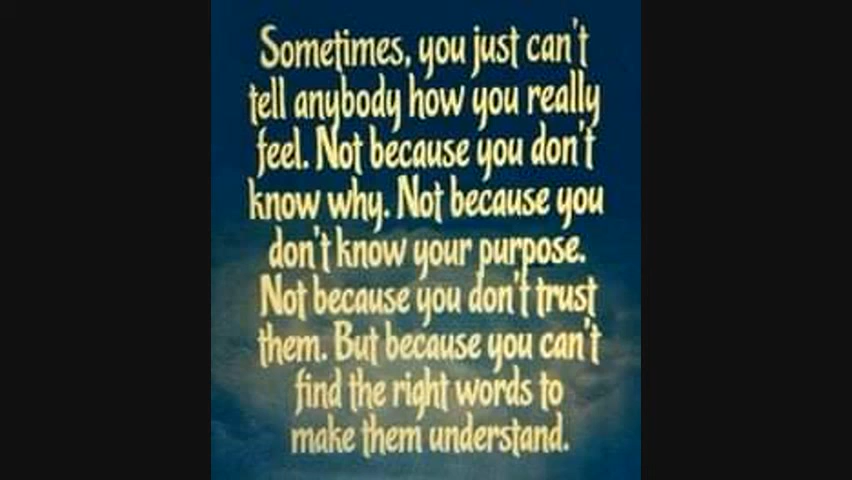 Sometimes, you just can't
tell anybody how you really
feel. Not because you don't
know why. Not because you
don't know your purpose.
Not because you don't trust
them. But because you can't
find the right words to
make them understand.